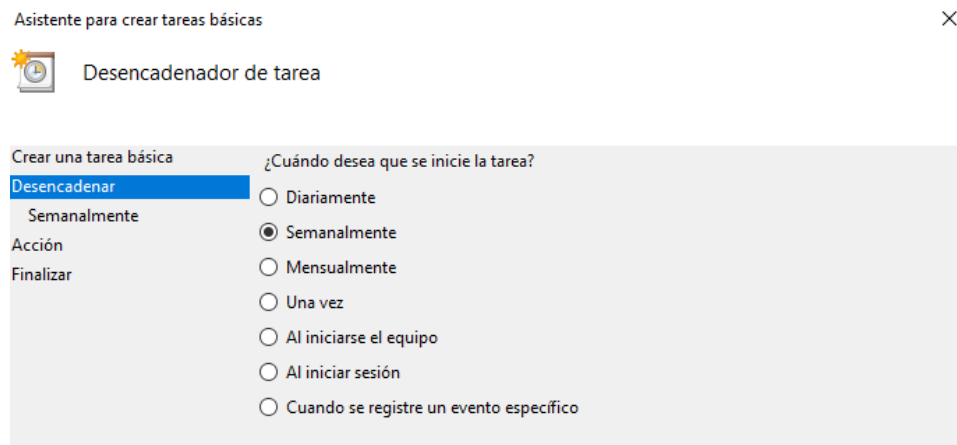 Asistente para crear tareas básicas
Desencadenador de tarea
Crear una tarea básica
Desencadenar
Semanalmente
Acción
Finalizar
¿Cuándo desea que se inicie la tarea?
Diariamente
Semanalmente
Mensualmente
Una vez
Al iniciarse el equipo
Al iniciar sesión
Cuando se registre un evento específico